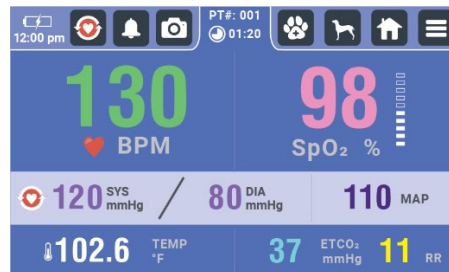 PT#: 001
12:00 pm 01:20
130 98
BPM SpO₂ %
120 SYS mmHg / 80 DIA mmHg 110 MAP
102.6 TEMP °F 37 ETCO₂ mmHg 11 RR